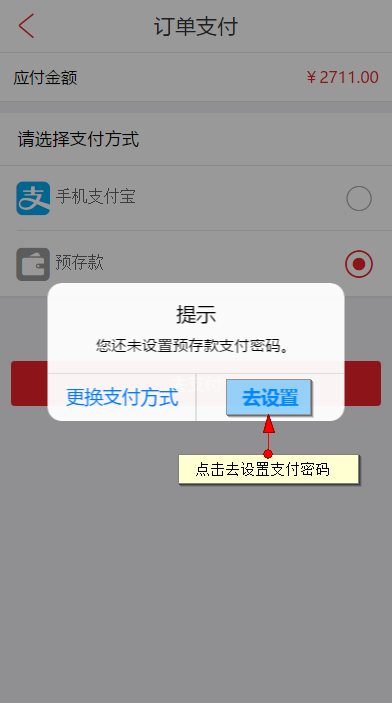 订单支付
应付金额 ￥2711.00
请选择支付方式
支 手机支付宝
预存款
提示
您还未设置预存款支付密码。
更换支付方式 去设置
点击去设置支付密码